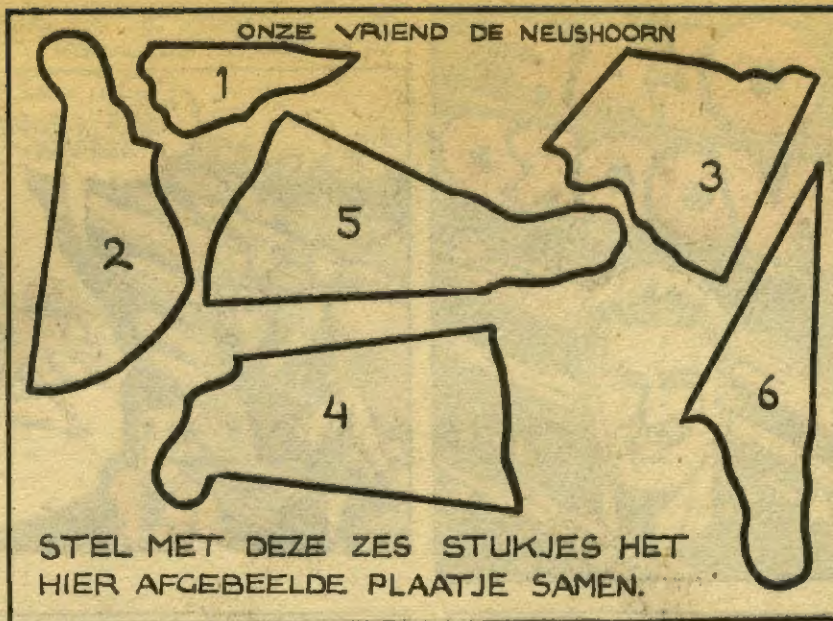 ONZE VRIEND DE NEUSHOORN
1
2
3
5
4
6
STEL MET DEZE ZES STUKJES HET
HIER AFGEBEELDE PLAATJE SAMEN.